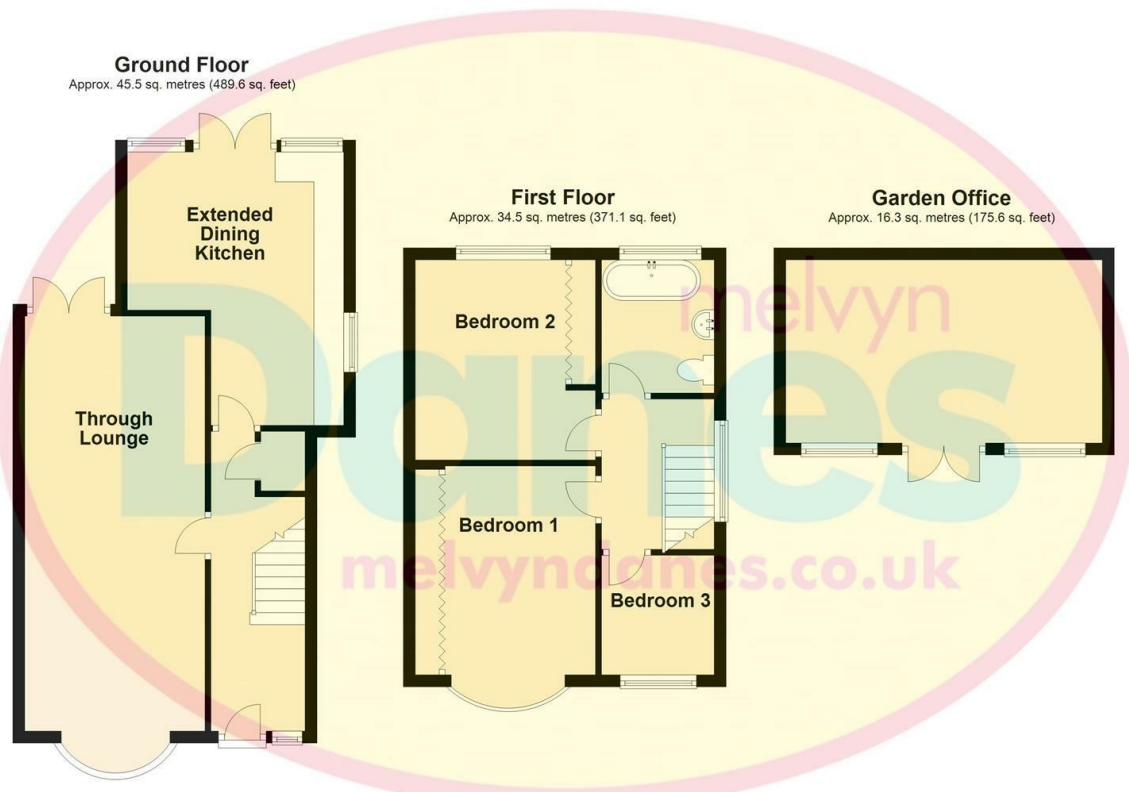 Ground Floor
Approx. 45.5 sq. metres (489.6 sq. feet)
Extended
Dining
Kitchen
Through
Lounge
First Floor
Approx. 34.5 sq. metres (371.1 sq. feet)
Bedroom 2
Bedroom 1
Bedroom 3
Garden Office
Approx. 16.3 sq. metres (175.6 sq. feet)
melvyn
Danes
melvyndanes.co.uk